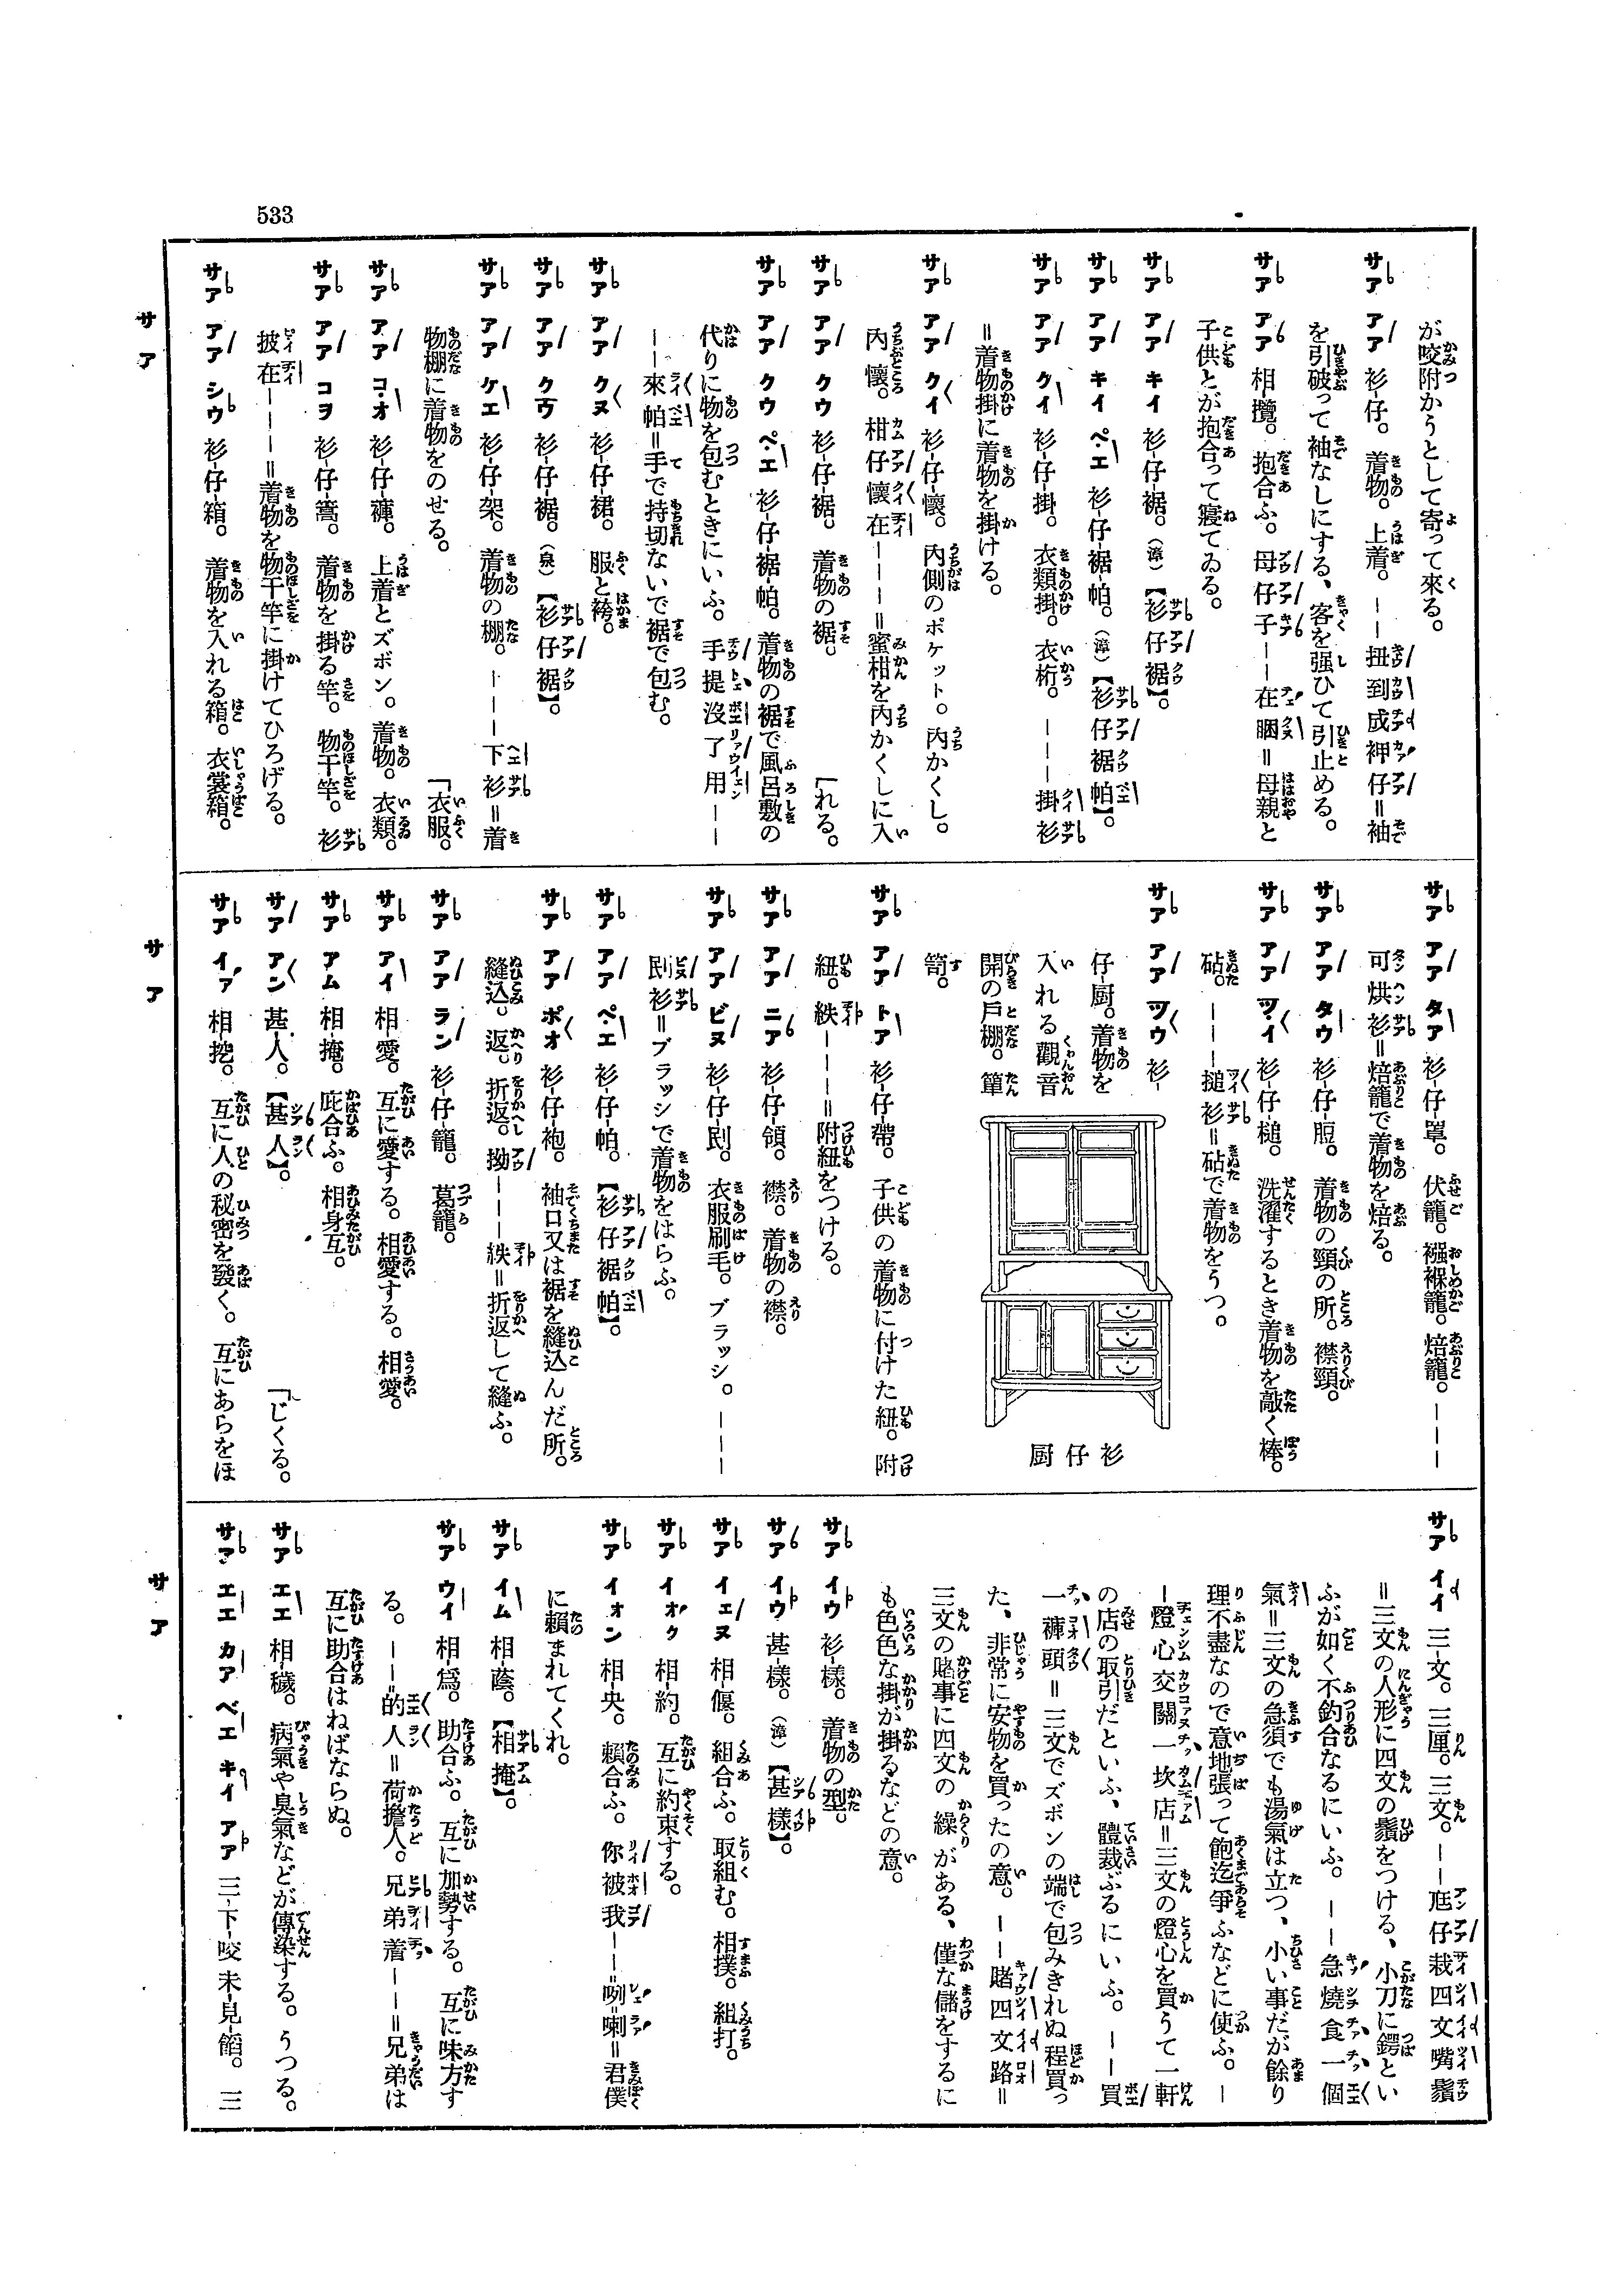 533
が咬附かうとして寄って來る。
サア アア 衫仔。着物。上着。｜｜扭到成裨仔＝袖
を引破って袖なしにする、客を强ひて引止める。
サア アア 相攬。抱合ふ。母仔子｜｜在睏＝母親と
子供とが抱合って寢てゐる。
サア アア キイ 衫-仔-裾。（漳）【衫仔裾】。
サア アア キイ ペエ 衫-仔-裾-帕。（漳）【衫仔裾帕】。
サア アア クイ 衫-仔-掛。衣類掛。衣桁。｜｜｜掛衫
＝着物掛に着物を掛ける。
サア アア クイ 衫-仔-懷。內側のポケット。內かくし。
內懷。柑仔懷在｜｜｜＝蜜柑を內かくしに入
「れる。
サア アア クウ 衫-仔-裾。着物の裾。
サア アア クウ ペエ 衫-仔-裾-帕。着物の裾で風呂敷の
代りに物を包むときにいふ。手提沒了用｜｜
｜｜來帕＝手で持切れないで裾で包む。
サア アア クヌ 衫-仔-裙。服と袴。
サア アア クウ 衫-仔-裾。（泉）【衫仔裾】。
サア アア ケエ 衫-仔-架。着物の棚。｜｜｜下衫＝着
物棚に着物をのせる。
「衣服。
サア アア コオ 衫-仔-褲。上着とズボン。着物。衣類。
サア アア コヲ 衫-仔-篙。着物を掛る竿。物干竿。衫
披在｜｜｜＝着物を物干竿に掛けてひろげる。
サア アア シウ 衫-仔-箱。着物を入れる箱。衣裳箱。
サア
サア アア タア 衫-仔-罩。伏籠。襁褓籠。焙籠。｜｜｜
可烘衫＝焙籠で着物を焙る。
サア アア タウ 衫-仔-脰。着物の頸の所。襟頸。
サア アア ツイ 衫-仔-槌。洗濯するとき着物を敲く棒。
砧。｜｜｜搥衫＝砧で着物をうつ。
サア アア ツウ 衫-
仔-厨。着物を
入れる觀音
開の戶棚。簞
笥。
衫仔厨
サア アア トア 衫-仔-帶。子供の着物に付けた紐。附
紐。紩｜｜｜＝附紐をつける。
サア アア ニア 衫-仔-領。襟。着物の襟。
サア アア ビヌ 衫-仔-刡。衣服刷毛。ブラッシ。｜｜｜
刡衫＝ブラッシで着物をはらふ。
サア アア ペエ 衫-仔-帕。【衫仔裾帕】。
サア アア ポオ 衫-仔-袍。袖口又は裾を縫込んだ所。
縫込。返。折返。拗｜｜｜紩＝折返して縫ふ。
サア アア ラン 衫-仔-籠。葛籠。
サア アイ 相-愛。互に愛する。相愛する。相愛。
サア アム 相-掩。庇合ふ。相身互。
サア アン 甚-人。【甚人】。
「じくる。
サア イア 相-挖。互に人の秘密を發く。互にあらをほ
サア
サア イイ 三-文。三厘。三文。｜｜尪仔栽四文嘴鬚
＝三文の人形に四文の鬚をつける、小刀に鍔とい
ふが如く不釣合なるにいふ。｜｜急燒食一個
氣＝三文の急須でも湯氣は立つ、小い事だが餘り
理不盡なので意地張って飽迄爭ふなどに使ふ。｜
｜燈心交關一坎店＝三文の燈心を買うて一軒
の店の取引だといふ、體裁ぶるにいふ。｜｜買
一褲頭＝三文でズボンの端で包みきれぬ程買っ
た、非常に安物を買ったの意。｜｜賭四文路＝
三文の賭事に四文の繰がある、僅な儲をするに
も色色な掛が掛るなどの意。
サア イウ 衫-樣。着物の型。
サア イウ 甚-樣。（漳）【甚樣】。
サア イエヌ 相-偃。組合ふ。取組む。相撲。組打。
サア イオク 相-約。互に約束する。
サア イオン 相-央。賴合ふ。你被我｜｜＝咧＝喇＝君僕
に賴まれてくれ。
サア イム 相-蔭。【相掩】。
サア ウイ 相-爲。助合ふ。互に加勢する。互に味方す
る。｜｜＝的人＝荷擔人。兄弟着｜｜＝兄弟は
互に助合はねばならぬ。
サア エエ 相-穢。病氣や臭氣などが傳染する。うつる。
サア エエ カア ベエ キイ アア 三-下-咬 未-見-餡。三
サア